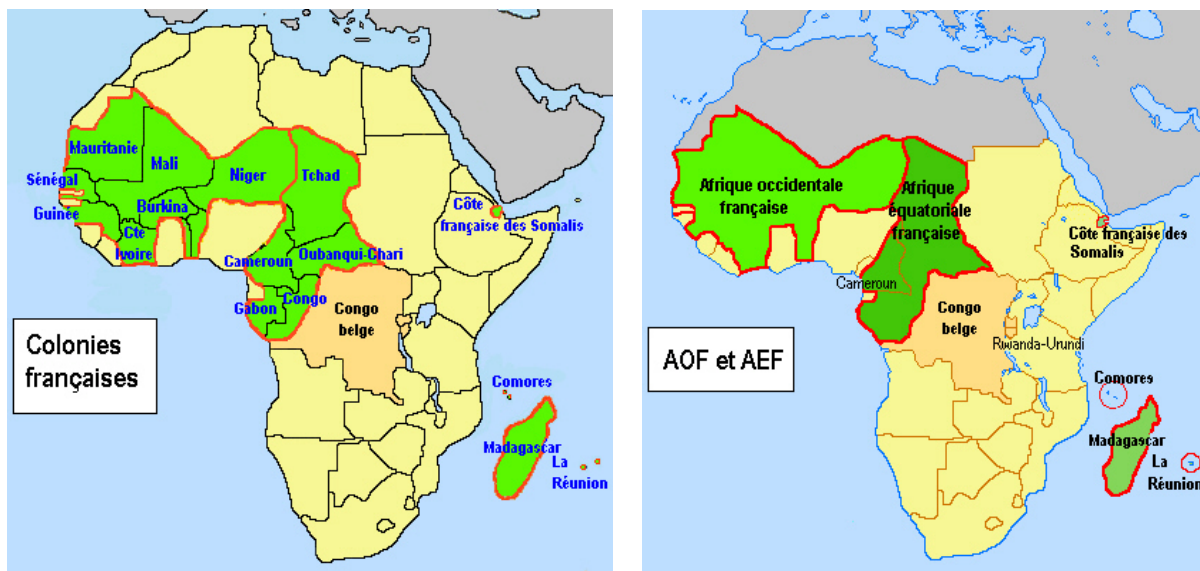 Mauritanie
Mali
Niger
Tchad
Sénégal
Guinée
Burkina
Cte
Ivoire
Côte
française des Somalis
Cameroun
Oubanqui-Chari
Gabon
Congo
Congo
belge
Colonies
françaises
Comores
Madagascar
La
Réunion
Afrique occidentale
française
Afrique
équatoriale
française
Côte française des
Somalis
Cameroun
Congo
belge
Rwanda-Urundi
AOF et AEF
Comores
Madagascar
La
Réunion